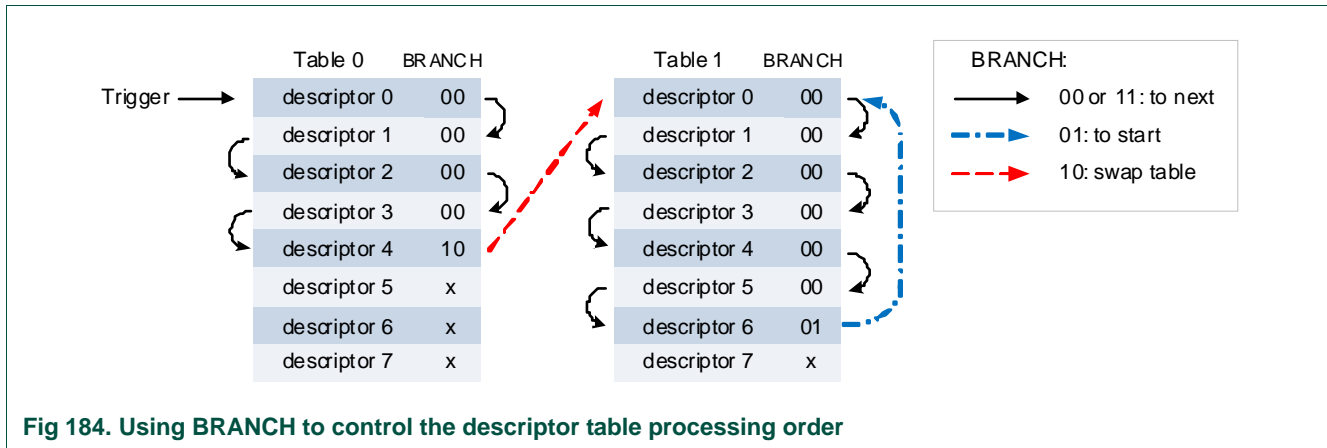 Table 0 BRANCH
Trigger
descriptor 0 00
descriptor 1 00
descriptor 2 00
descriptor 3 00
descriptor 4 10
descriptor 5 x
descriptor 6 x
descriptor 7 x
Table 1 BRANCH
descriptor 0 00
descriptor 1 00
descriptor 2 00
descriptor 3 00
descriptor 4 00
descriptor 5 00
descriptor 6 01
descriptor 7 x
BRANCH:
00 or 11: to next
01: to start
10: swap table
Fig 184. Using BRANCH to control the descriptor table processing order